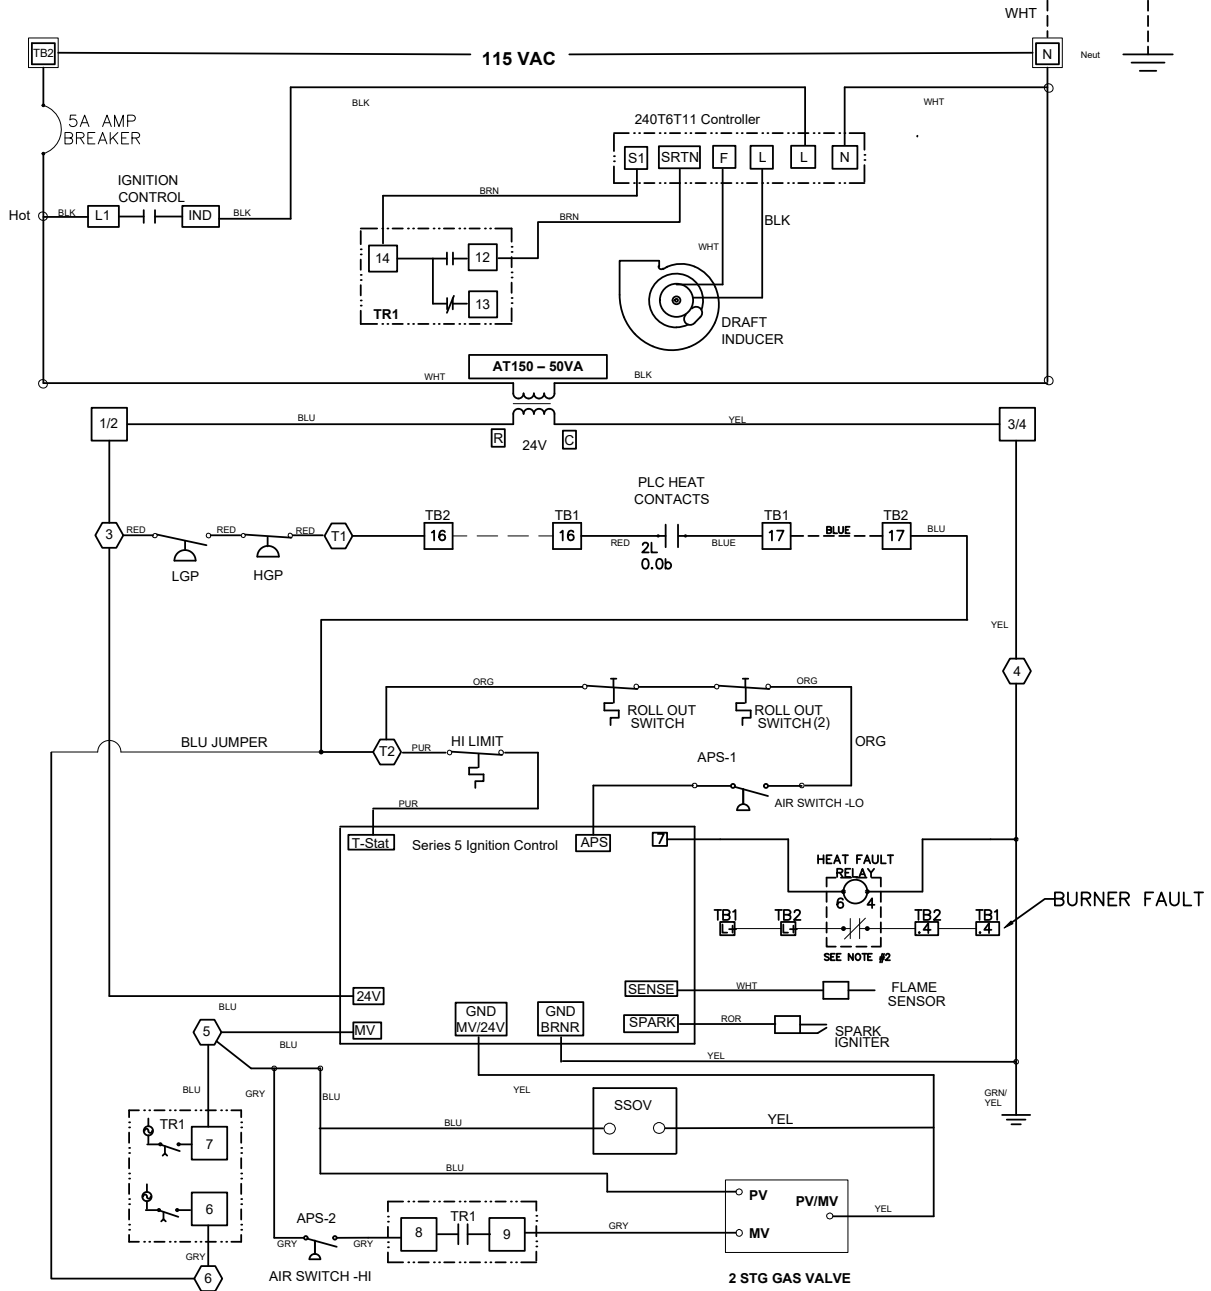 WHT
TB2
115 VAC
N
Neut
BLK
WHT
5A AMP
BREAKER
240T6T11 Controller
S1
SRTN
F
L
L
N
IGNITION
CONTROL
Hot
BLK
L1
IND
BLK
BRN
BRN
BLK
WHT
14
12
13
TR1
DRAFT
INDUCER
AT150 – 50VA
WHT
BLK
1/2
BLU
YEL
3/4
R
24V
C
PLC HEAT
CONTACTS
3
RED
RED
RED
T1
TB2
16
TB1
16
RED
2L
0.0b
BLUE
TB1
17
BLUE
TB2
17
BLU
LGP
HGP
YEL
4
ORG
ORG
ROLL OUT
SWITCH
ROLL OUT
SWITCH (2)
BLU JUMPER
T2
PUR
HI LIMIT
APS-1
ORG
AIR SWITCH -LO
PUR
T-Stat
Series 5 Ignition Control
APS
7
HEAT FAULT
RELAY
6
4
TB1
L+
TB2
L+
TB2
.4
TB1
.4
BURNER FAULT
SEE NOTE #2
24V
BLU
SENSE
WHT
FLAME
SENSOR
MV
GND
MV/24V
GND
BRNR
SPARK
ROR
SPARK
IGNITER
5
BLU
YEL
BLU
GRY
BLU
YEL
GRN/
YEL
TR1
7
SSOV
BLU
YEL
BLU
6
PV
PV/MV
YEL
MV
APS-2
TR1
8
9
GRY
GRY
GRY
GRY
6
AIR SWITCH -HI
2 STG GAS VALVE